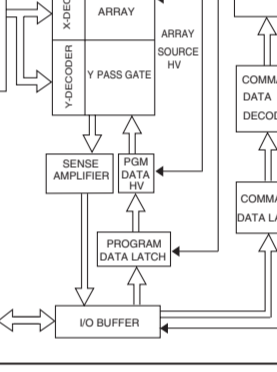 X-DEC
ARRAY
ARRAY
SOURCE
HV
Y-DECODER
Y PASS GATE
COMMA
DATA
DECOD
SENSE
AMPLIFIER
PGM
DATA
HV
COMMA
DATA LA
PROGRAM
DATA LATCH
I/O BUFFER